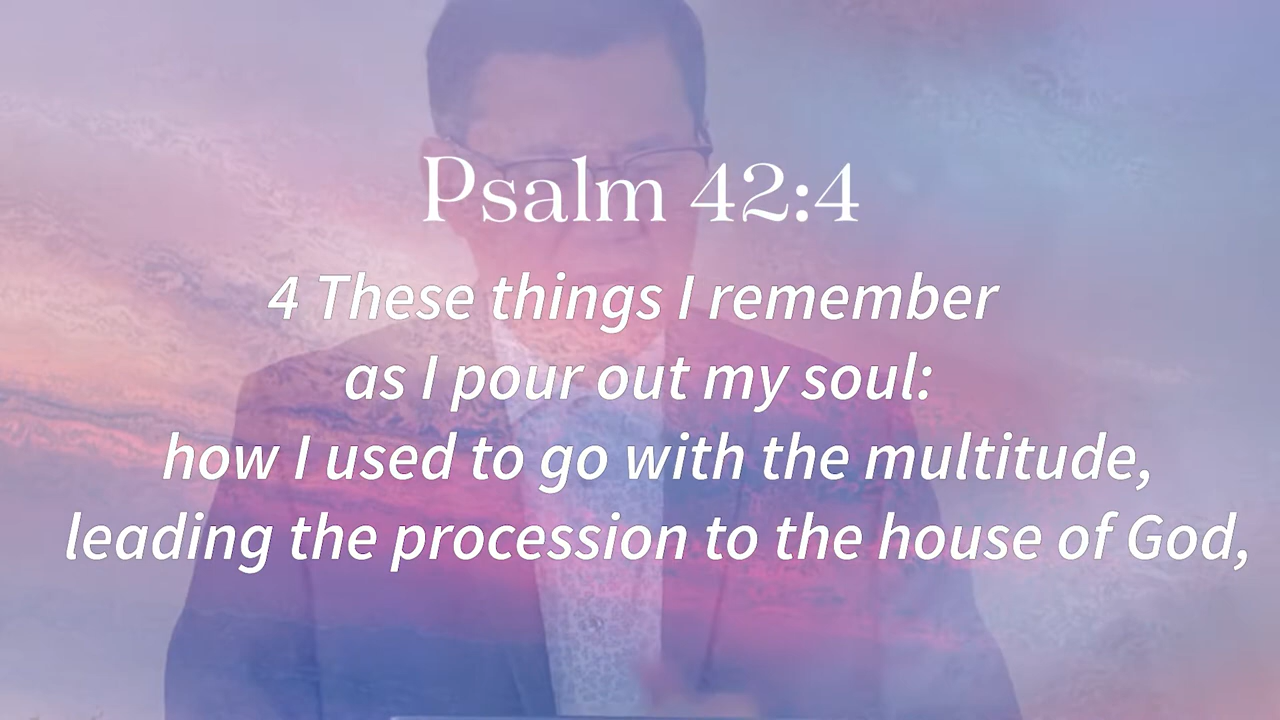 Psalm 42:4
4 These things I remember
as I pour out my soul:
how I used to go with the multitude,
leading the procession to the house of God,